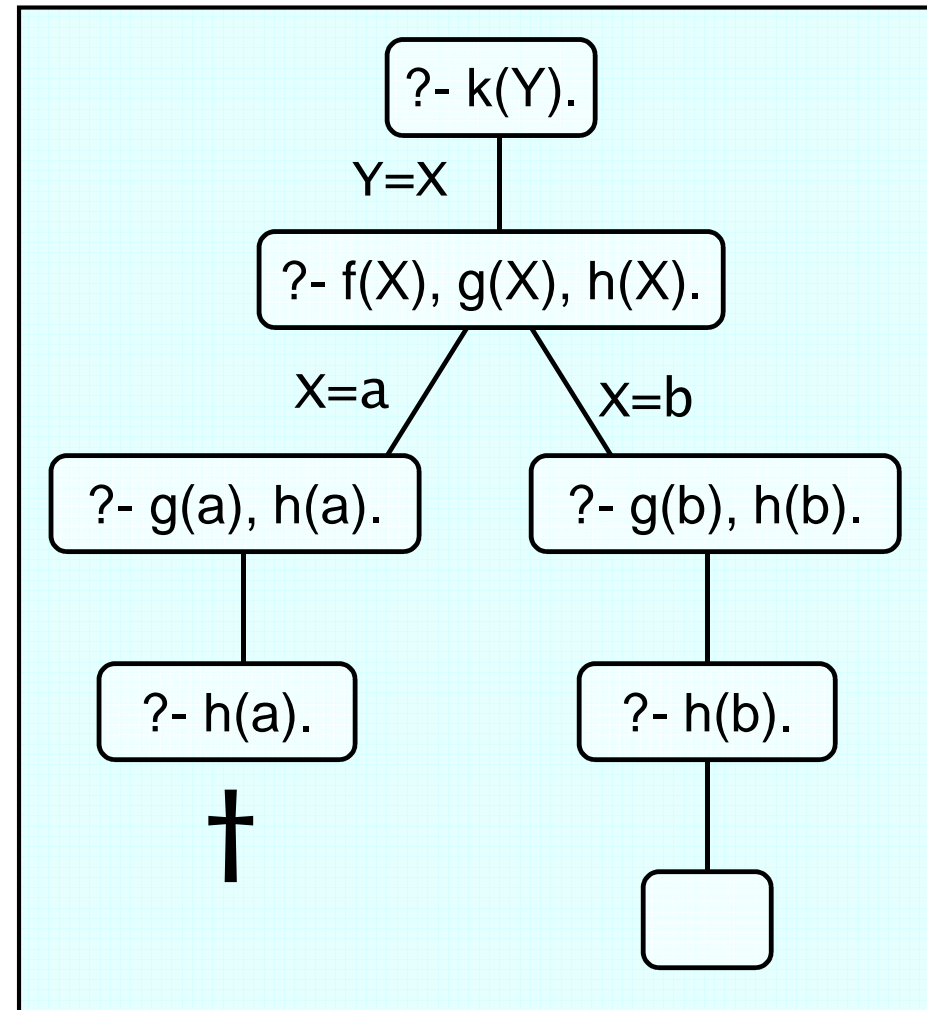 ?- k(Y).
Y=X
?- f(X), g(X), h(X).
X=a
X=b
?- g(a), h(a).
?- g(b), h(b).
?- h(a).
?- h(b).
†